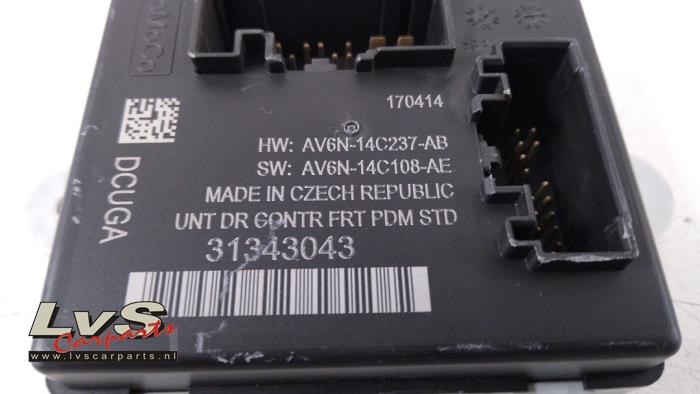 FoMoCo
170414
HW: AV6N-14C237-AB
SW: AV6N-14C108-AE
MADE IN CZECH REPUBLIC
UNT DR CONTR FRT PDM STD
31343043
DCUGA
LvS
Carparts
www.lvscarparts.nl